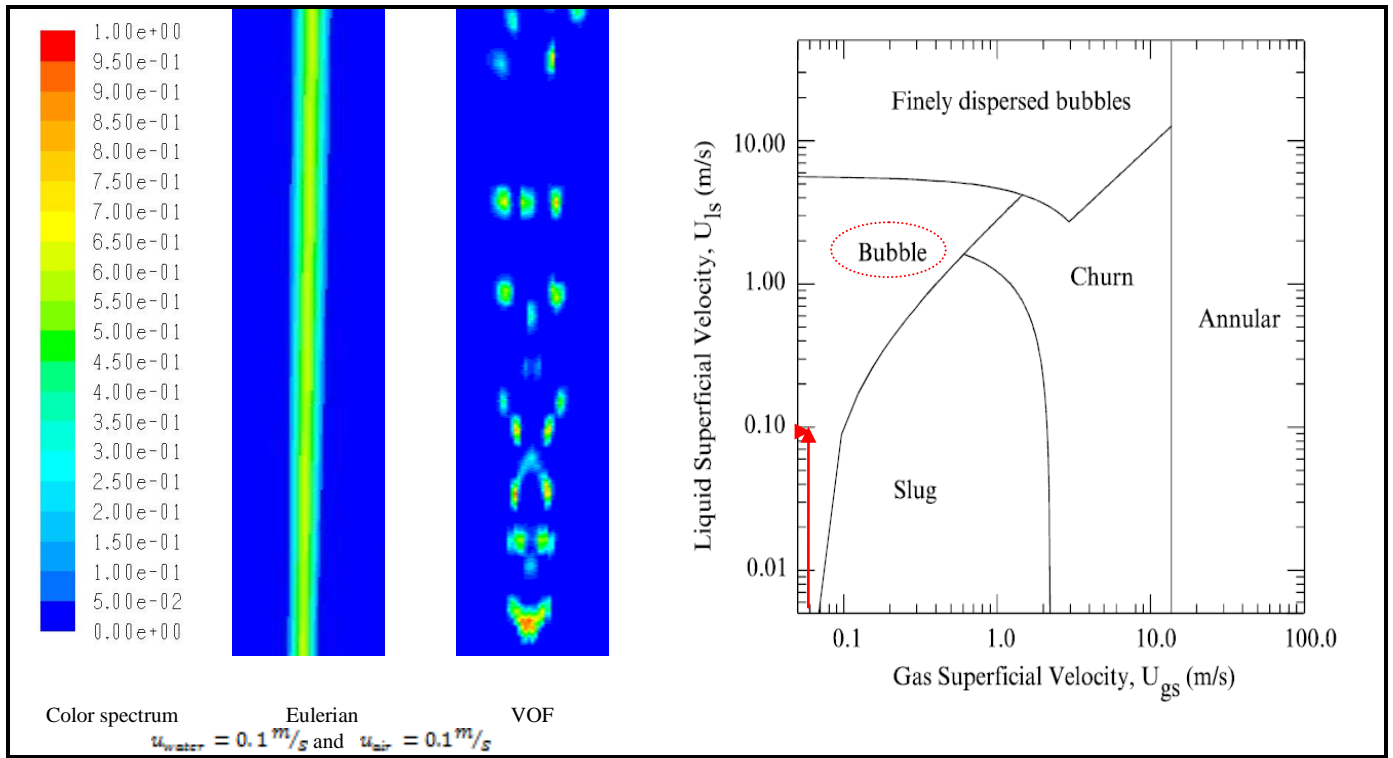 1.00e+00
9.50e-01
9.00e-01
8.50e-01
8.00e-01
7.50e-01
7.00e-01
6.50e-01
6.00e-01
5.50e-01
5.00e-01
4.50e-01
4.00e-01
3.50e-01
3.00e-01
2.50e-01
2.00e-01
1.50e-01
1.00e-01
5.00e-02
0.00e+00
Color spectrum
Eulerian
VOF
u_water = 0.1 m/s and u_air = 0.1 m/s
Liquid Superficial Velocity, U_ls (m/s)
10.00
1.00
0.10
0.01
Finely dispersed bubbles
Bubble
Churn
Annular
Slug
0.1
1.0
10.0
100.0
Gas Superficial Velocity, U_gs (m/s)